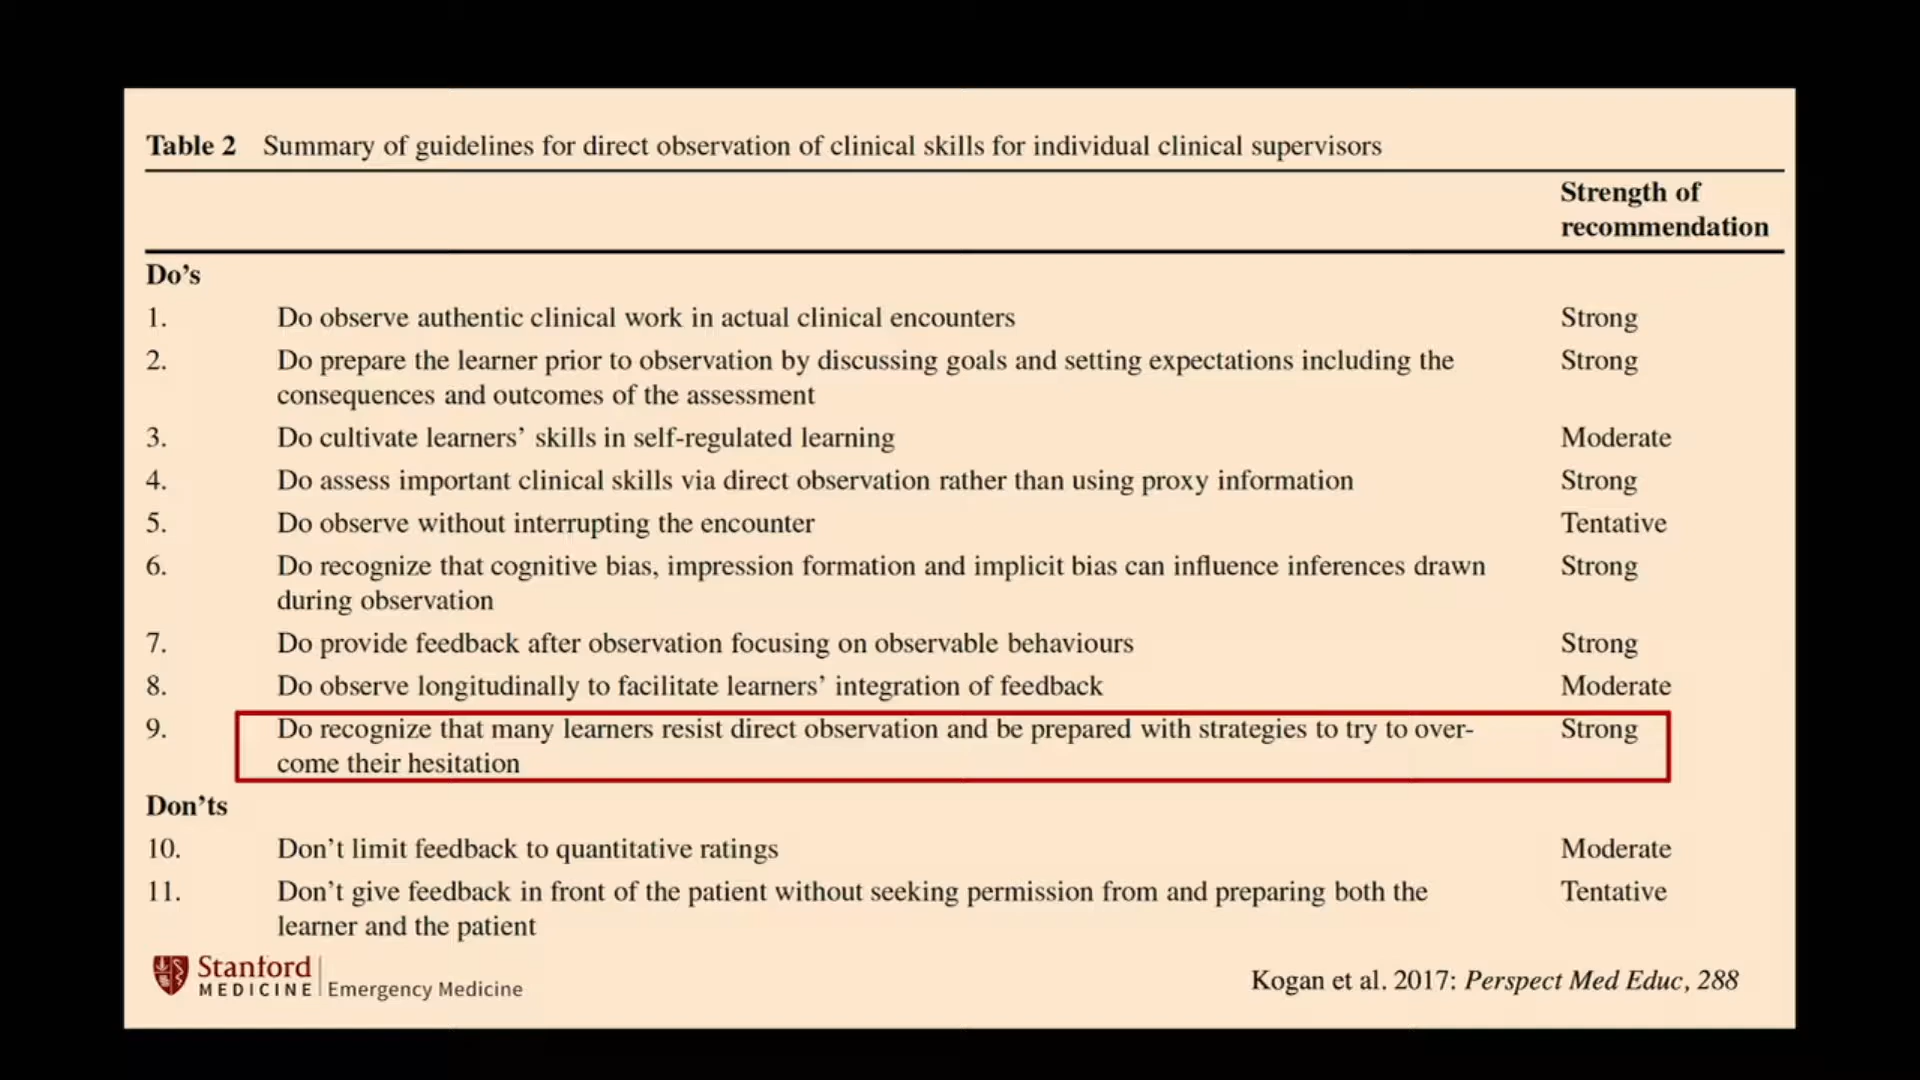 Table 2 Summary of guidelines for direct observation of clinical skills for individual clinical supervisors
Strength of
recommendation
Do's
1. Do observe authentic clinical work in actual clinical encounters Strong
2. Do prepare the learner prior to observation by discussing goals and setting expectations including the Strong
consequences and outcomes of the assessment
3. Do cultivate learners' skills in self-regulated learning Moderate
4. Do assess important clinical skills via direct observation rather than using proxy information Strong
5. Do observe without interrupting the encounter Tentative
6. Do recognize that cognitive bias, impression formation and implicit bias can influence inferences drawn Strong
during observation
7. Do provide feedback after observation focusing on observable behaviours Strong
8. Do observe longitudinally to facilitate learners' integration of feedback Moderate
9. Do recognize that many learners resist direct observation and be prepared with strategies to try to over- Strong
come their hesitation
Don'ts
10. Don't limit feedback to quantitative ratings Moderate
11. Don't give feedback in front of the patient without seeking permission from and preparing both the Tentative
learner and the patient
Stanford
MEDICINE Emergency Medicine
Kogan et al. 2017: Perspect Med Educ, 288